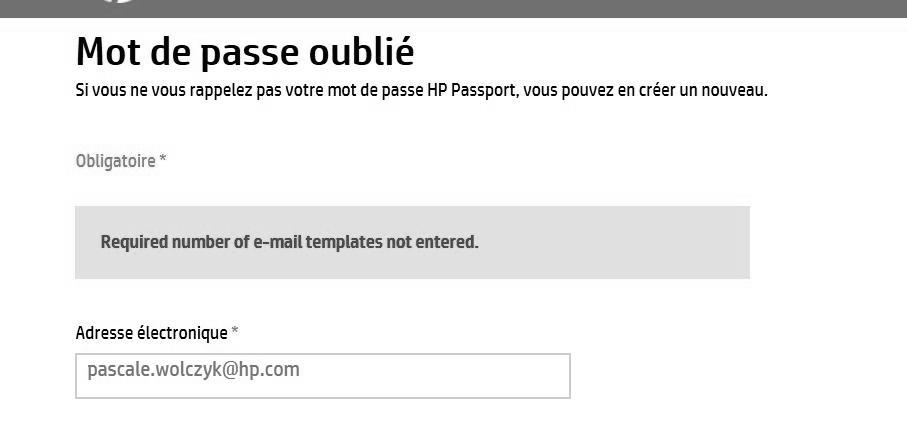 Mot de passe oublié
Si vous ne vous rappelez pas votre mot de passe HP Passport, vous pouvez en créer un nouveau.
Obligatoire *
Required number of e-mail templates not entered.
Adresse électronique *
pascale.wolczyk@hp.com